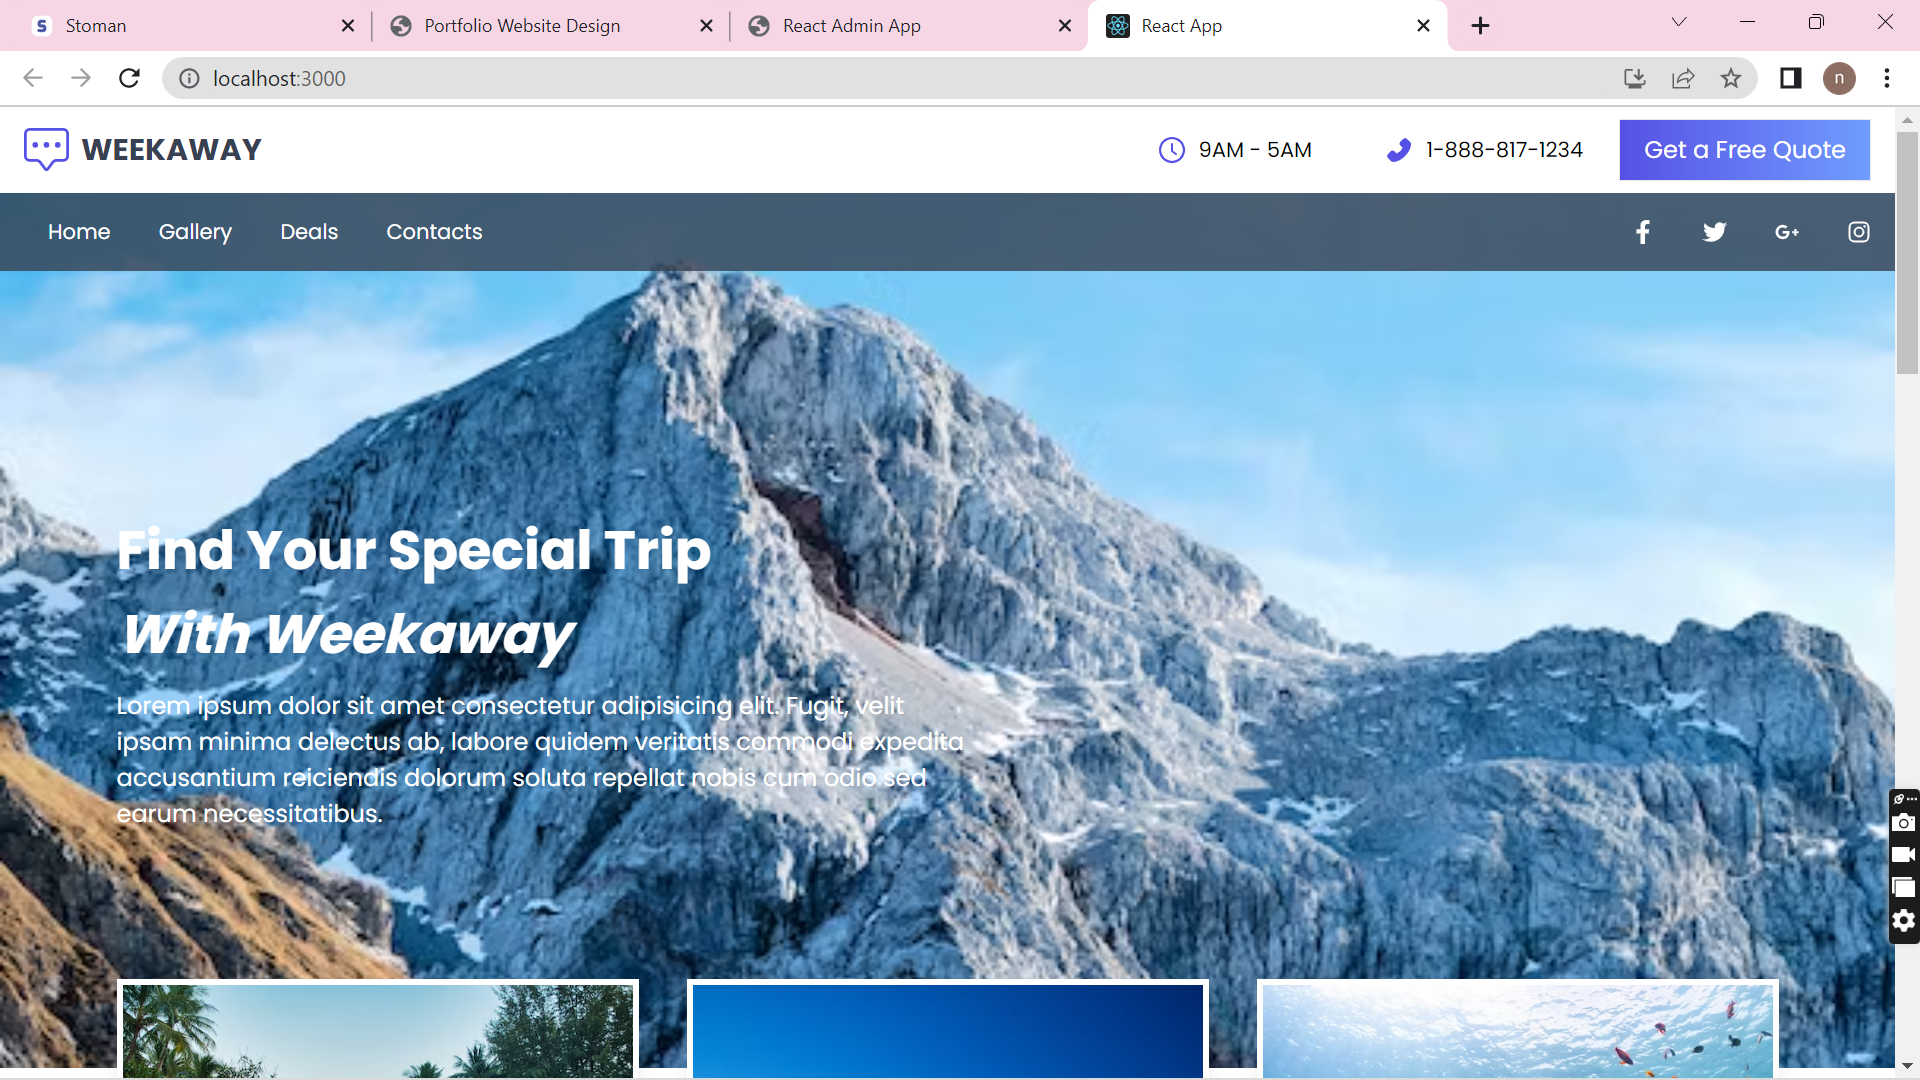 Stoman
Portfolio Website Design
React Admin App
React App
localhost:3000
n
WEEKAWAY
9AM - 5AM
1-888-817-1234
Get a Free Quote
Home
Gallery
Deals
Contacts
G+
Find Your Special Trip
With Weekaway
Lorem ipsum dolor sit amet consectetur adipisicing elit. Fugit, velit
ipsam minima delectus ab, labore quidem veritatis commodi expedita
accusantium reiciendis dolorum soluta repellat nobis cum odio sed
earum necessitatibus.